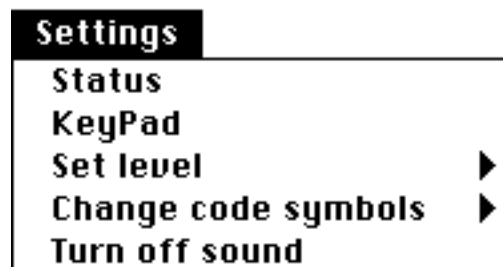 Settings
Status
KeyPad
Set level
Change code symbols
Turn off sound